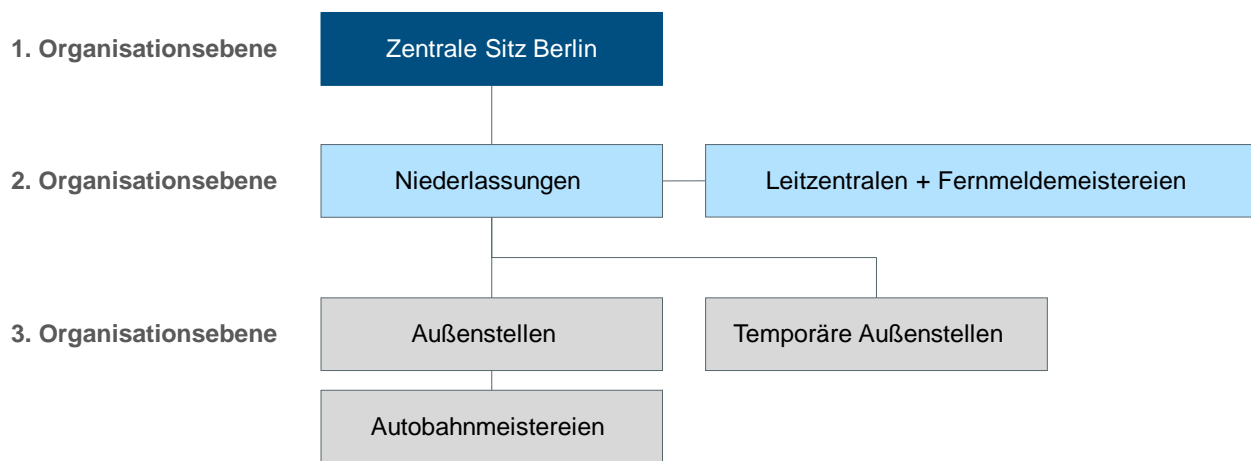 1. Organisationsebene
Zentrale Sitz Berlin
2. Organisationsebene
Niederlassungen
Leitzentralen + Fernmeldemeistereien
3. Organisationsebene
Außenstellen
Temporäre Außenstellen
Autobahnmeistereien